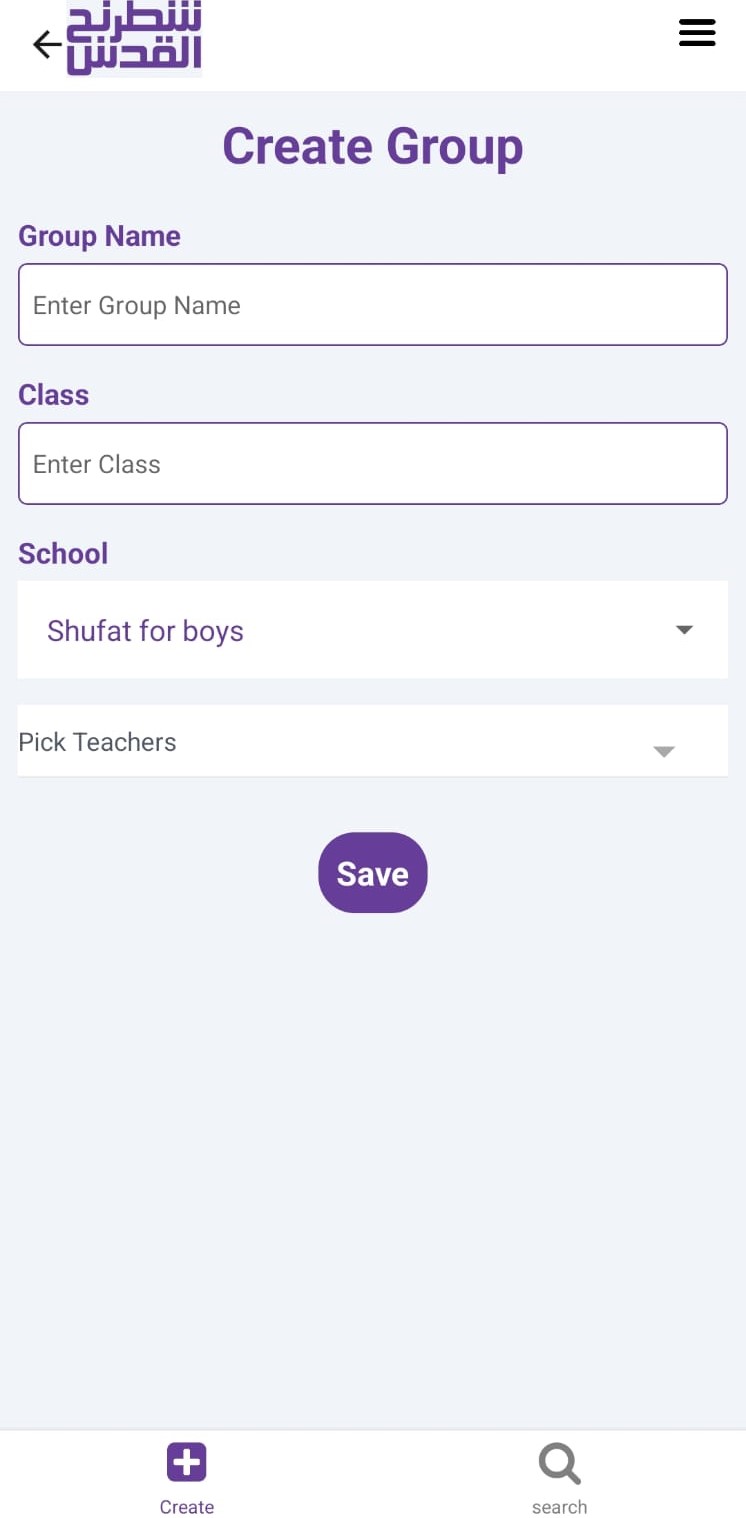 شطرنج
القدس
Create Group
Group Name
Enter Group Name
Class
Enter Class
School
Shufat for boys
Pick Teachers
Save
Create
search